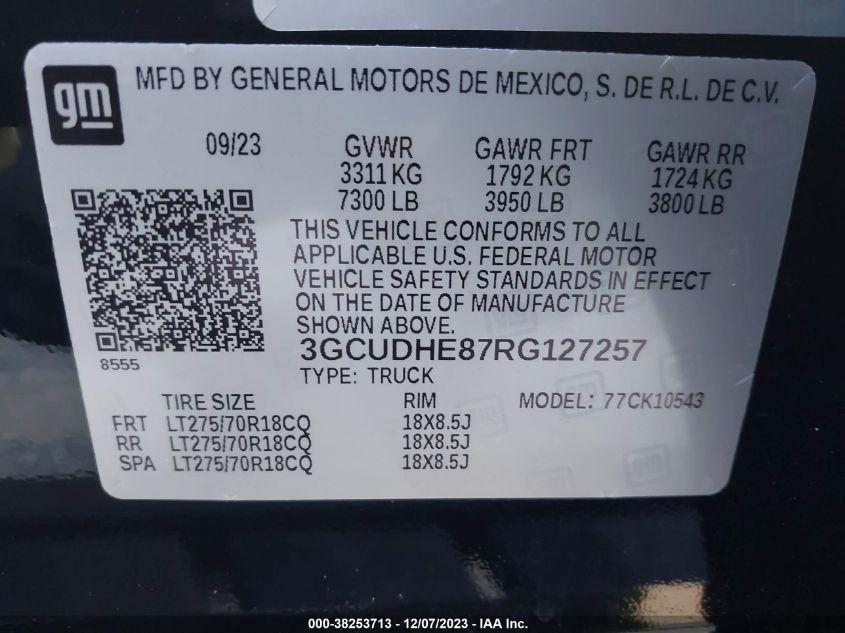 gm
MFD BY GENERAL MOTORS DE MEXICO, S. DE R.L. DE C.V.
09/23 GVWR GAWR FRT GAWR RR
3311 KG 1792 KG 1724 KG
7300 LB 3950 LB 3800 LB
THIS VEHICLE CONFORMS TO ALL
APPLICABLE U.S. FEDERAL MOTOR
VEHICLE SAFETY STANDARDS IN EFFECT
ON THE DATE OF MANUFACTURE
SHOWN ABOVE.
3GCUDHE87RG127257
8555
TYPE: TRUCK
TIRE SIZE RIM MODEL: 77CK10543
FRT LT275/70R18CQ 18X8.5J
RR LT275/70R18CQ 18X8.5J
SPA LT275/70R18CQ 18X8.5J
000-38253713 - 12/07/2023 - IAA Inc.